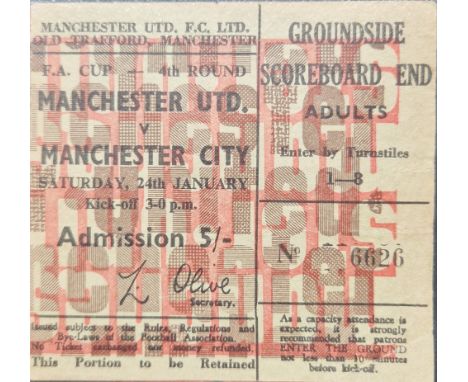 MANCHESTER UTD. F.C. LTD.
OLD TRAFFORD, MANCHESTER
F.A. CUP — 4th ROUND
MANCHESTER UTD.
v
MANCHESTER CITY
SATURDAY, 24th JANUARY
Kick-off 3-0 p.m.
Admission 5/-
L. Olive
Secretary.
Issued subject to the Rules, Regulations and
Bye-Laws of the Football Association.
No Ticket exchanged nor money refunded.
This Portion to be Retained
GROUNDSIDE
SCOREBOARD END
ADULTS
Enter by Turnstiles
1—8
No 6626
As a capacity attendance is
expected, it is strongly
recommended that patrons
ENTER THE GROUND
not less than 30 minutes
before kick-off.